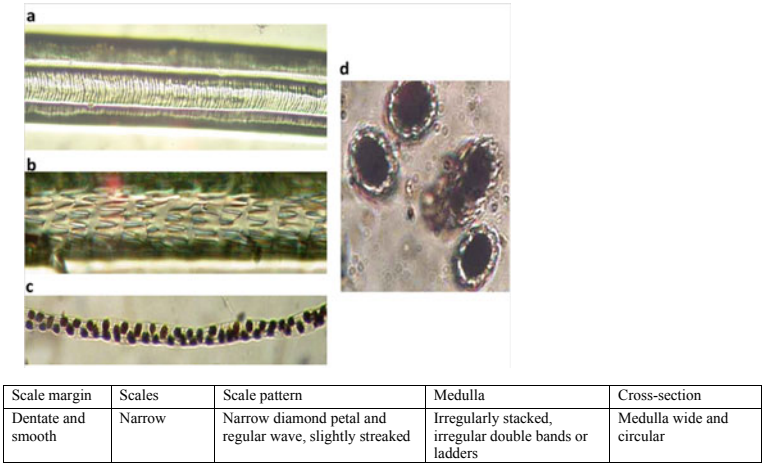 a
b
c
d
Scale margin Scales Scale pattern Medulla Cross-section
Dentate and smooth Narrow Narrow diamond petal and regular wave, slightly streaked Irregularly stacked, irregular double bands or ladders Medulla wide and circular